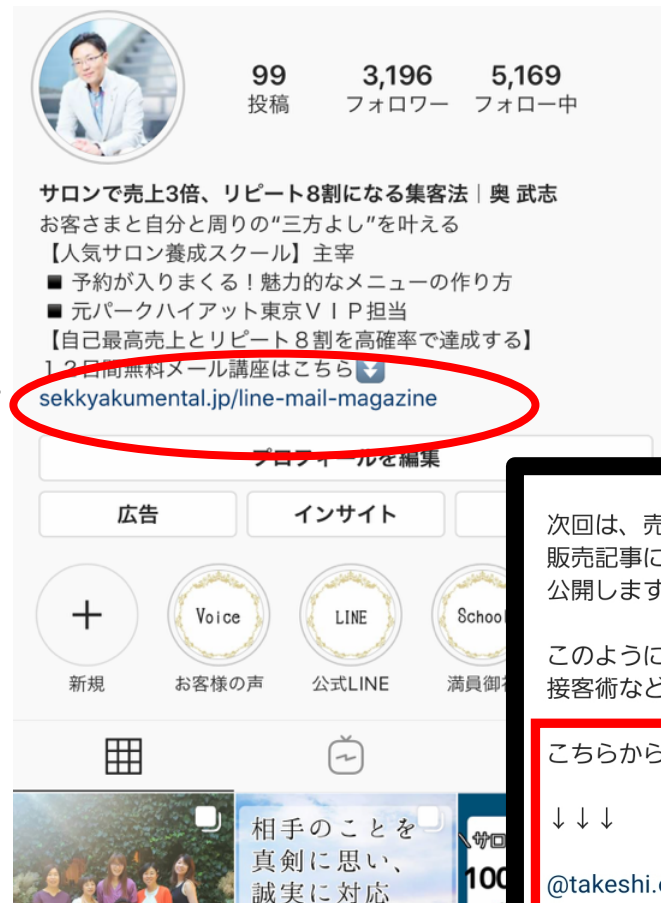 99
3,196
5,169
投稿
フォロワー
フォロー中
サロンで売上3倍、リピート8割になる集客法｜奥 武志
お客さまと自分と周りの“三方よし”を叶える
【人気サロン養成スクール】主宰
■ 予約が入りまくる！魅力的なメニューの作り方
■ 元パークハイアット東京ＶＩＰ担当
【自己最高売上とリピート８割を高確率で達成する】
１２日間無料メール講座はこちら⬇
sekkyakumental.jp/line-mail-magazine
プロフィールを編集
広告
インサイト
Voice
LINE
School
新規
お客様の声
公式LINE
満員御
相手のことを
真剣に思い、
誠実に対応
\サロ
100
次回は、売
販売記事に
公開します
このように
接客術など
こちらから
↓↓↓
@takeshi.